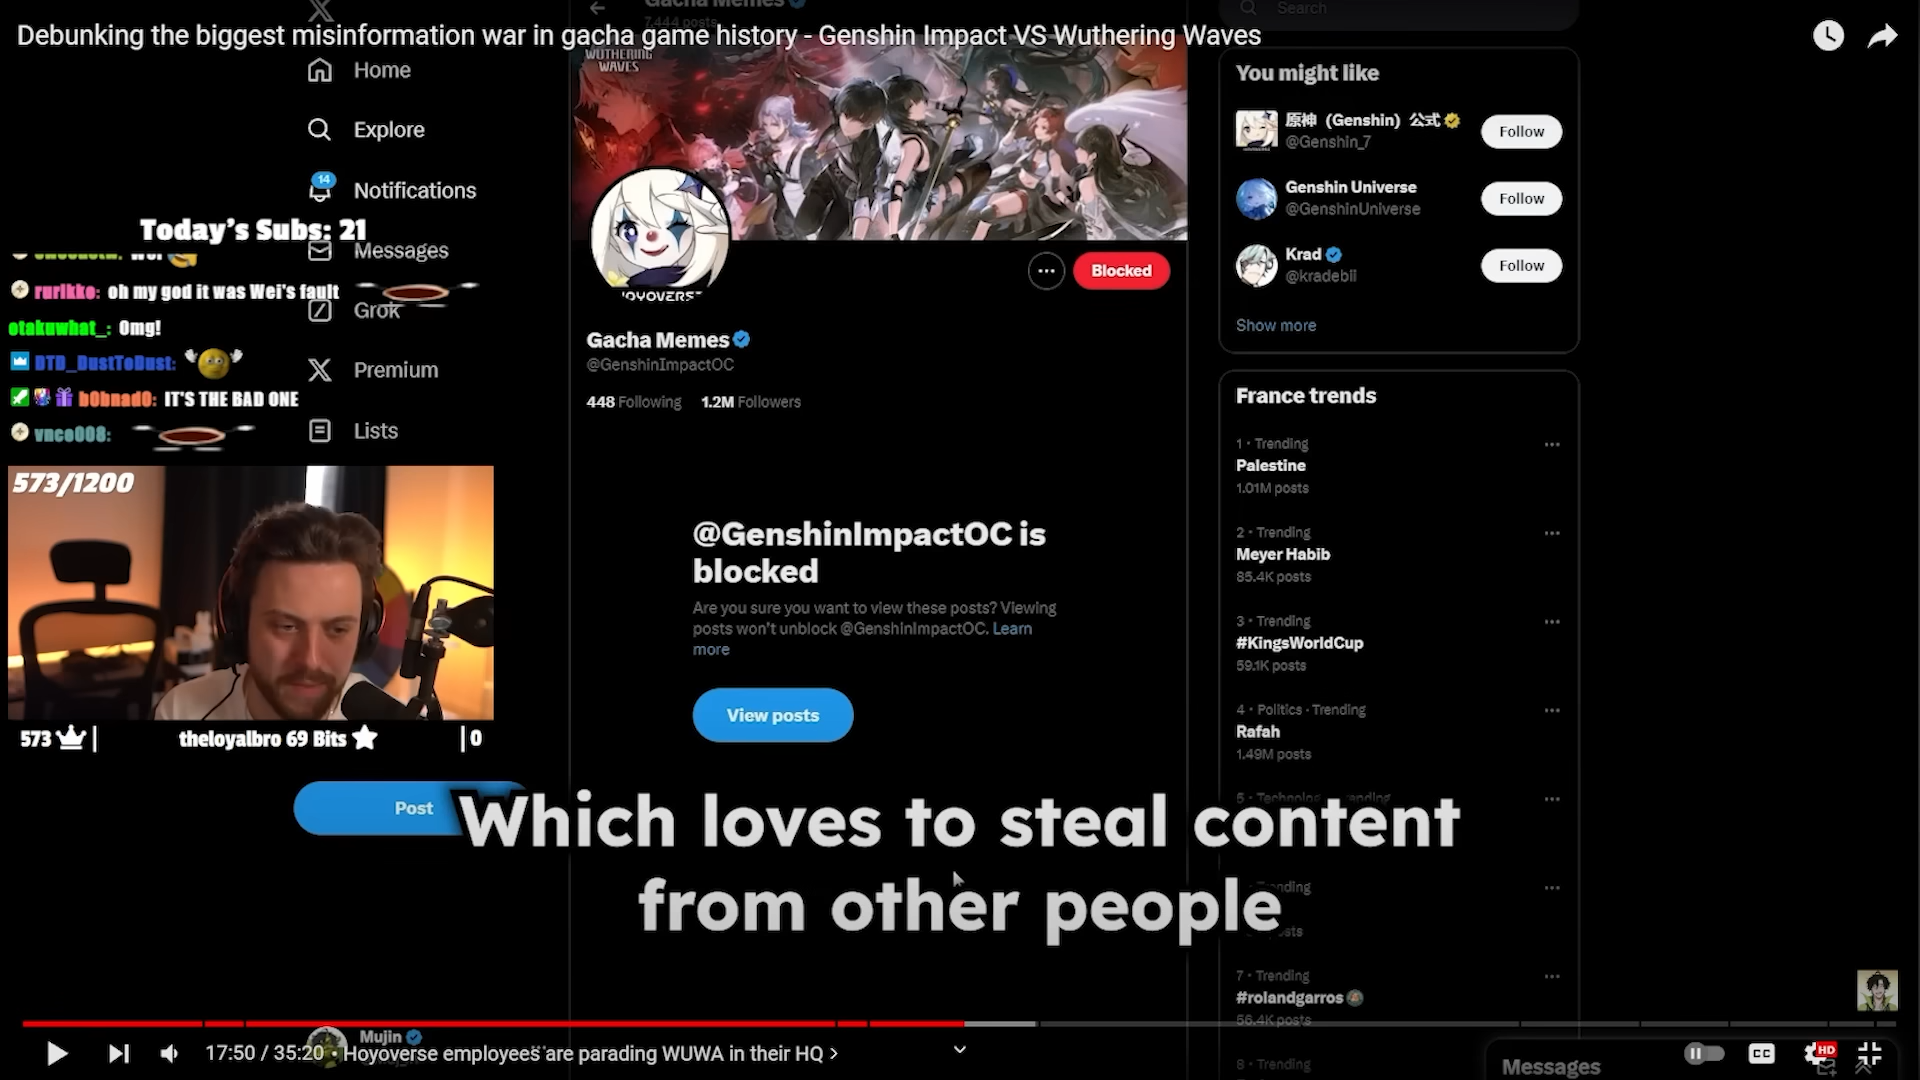 Debunking the biggest misinformation war in gacha game history - Genshin Impact VS Wuthering Waves
Gacha Memes
7,444 posts
Search
WUTHERING
WAVES
Home
Explore
14
Notifications
Messages
Grok
Premium
Lists
Post
Mujin
Today's Subs: 21
rurikko: oh my god it was Wei's fault
otakuwhat_: Omg!
DTD_DustToDust:
b0bnad0: IT'S THE BAD ONE
vnco008:
573/1200
573 |
theloyalbro 69 Bits
| 0
Blocked
Gacha Memes
@GenshinImpactOC
448 Following 1.2M Followers
@GenshinImpactOC is
blocked
Are you sure you want to view these posts? Viewing
posts won't unblock @GenshinImpactOC. Learn
more
View posts
You might like
原神（Genshin）公式
@Genshin_7
Follow
Genshin Universe
@GenshinUniverse
Follow
Krad
@kradebii
Follow
Show more
France trends
1 · Trending
Palestine
1.01M posts
2 · Trending
Meyer Habib
85.4K posts
3 · Trending
#KingsWorldCup
59.1K posts
4 · Politics · Trending
Rafah
1.49M posts
7 · Trending
#rolandgarros
56.4K posts
8 · Trending
Messages
Which loves to steal content
from other people
17:50 / 35:20 • Hoyoverse employees are parading WUWA in their HQ >
CC
HD